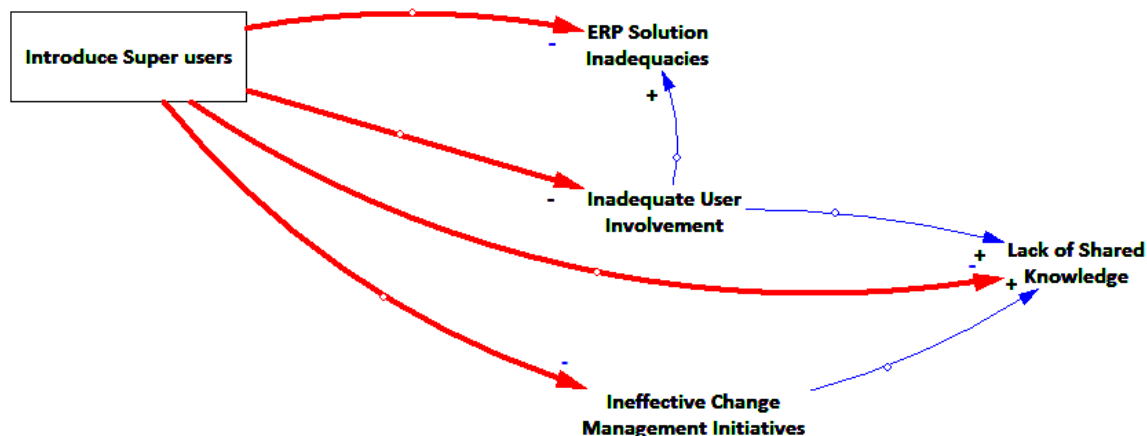 Introduce Super users
ERP Solution
Inadequacies
-
+
Inadequate User
Involvement
-
Lack of Shared
Knowledge
+
-
+
-
Ineffective Change
Management Initiatives